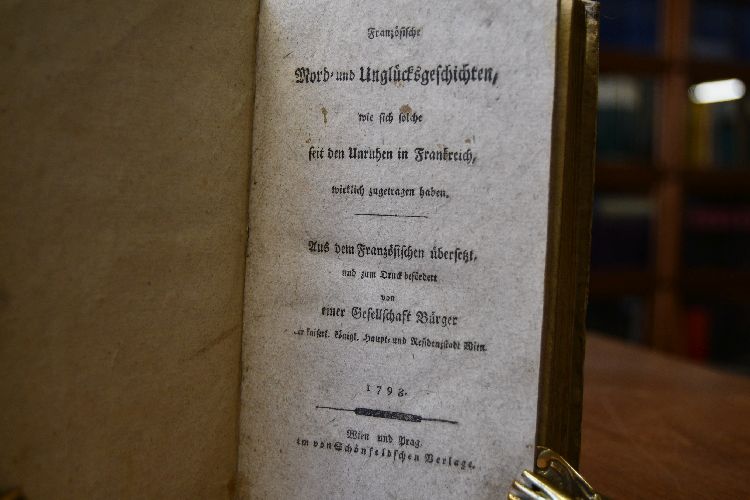 Französische
Mord- und Unglücksgeschichten,
wie sich solche
seit den Unruhen in Frankreich,
wirklich zugetragen haben.
Aus dem Französischen übersetzt,
und zum Druck befördert
von
einer Gesellschaft Bürger
der kaiserl. königl. Haupt- und Residenzstadt Wien.
Wien und Prag.
im von Schönfeldschen Verlage.